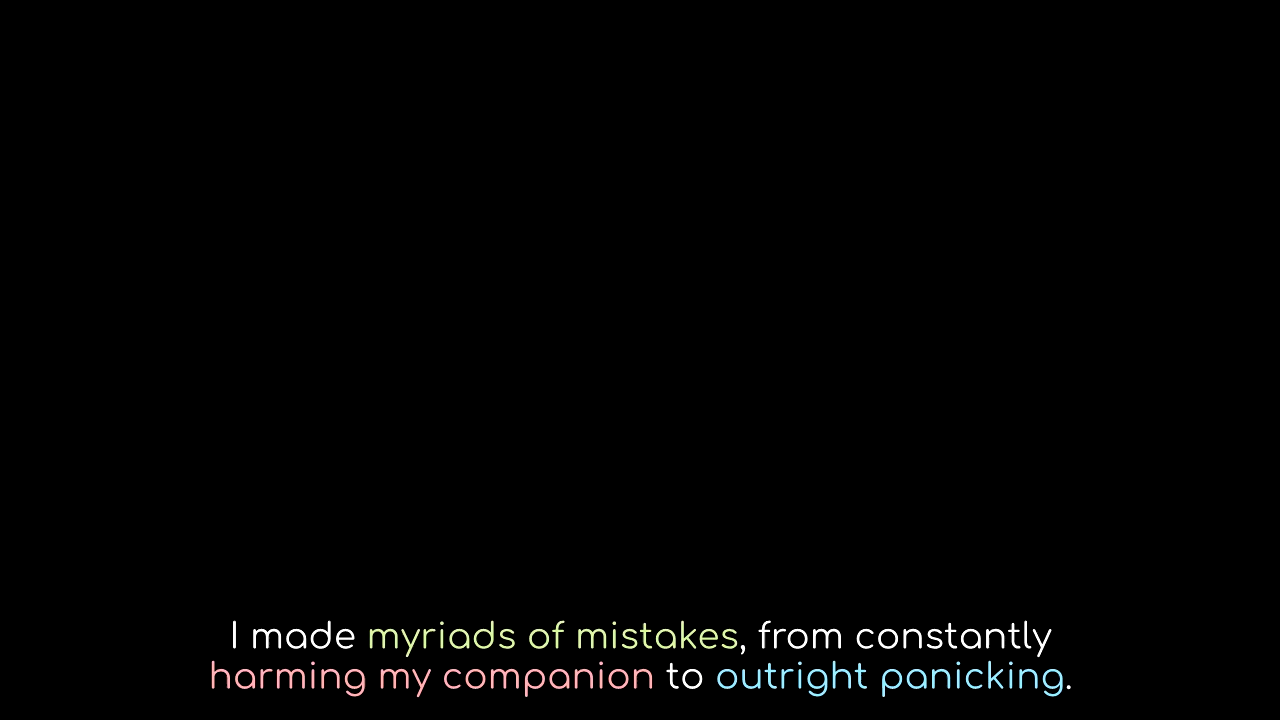 I made myriads of mistakes, from constantly
harming my companion to outright panicking.